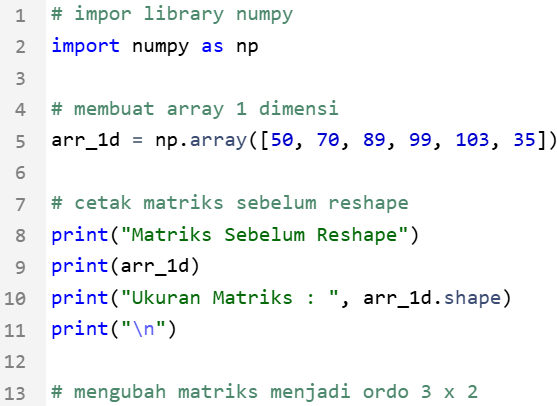 1 # impor library numpy
2 import numpy as np
3
4 # membuat array 1 dimensi
5 arr_1d = np.array([50, 70, 89, 99, 103, 35])
6
7 # cetak matriks sebelum reshape
8 print("Matriks Sebelum Reshape")
9 print(arr_1d)
10 print("Ukuran Matriks : ", arr_1d.shape)
11 print("\n")
12
13 # mengubah matriks menjadi ordo 3 x 2